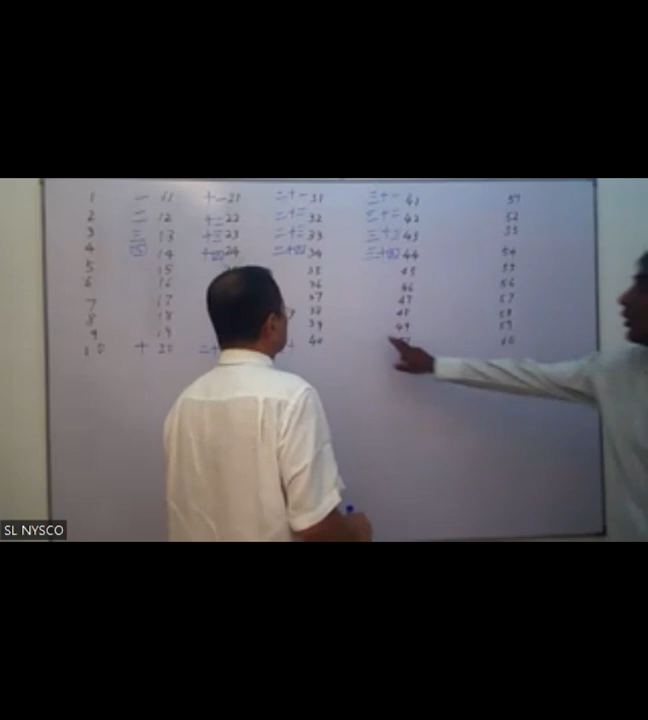 1 一 11 十一 21 二十一 31 三十一 41 51
2 二 12 十二 22 二十二 32 三十二 42 52
3 三 13 十三 23 二十三 33 三十三 43 53
4 四 14 十四 24 二十四 34 三十四 44 54
5 15 35 45 55
6 16 36 46 56
7 17 37 47 57
8 18 38 48 58
9 19 39 49 59
10 十 20 40 60
SL NYSCO